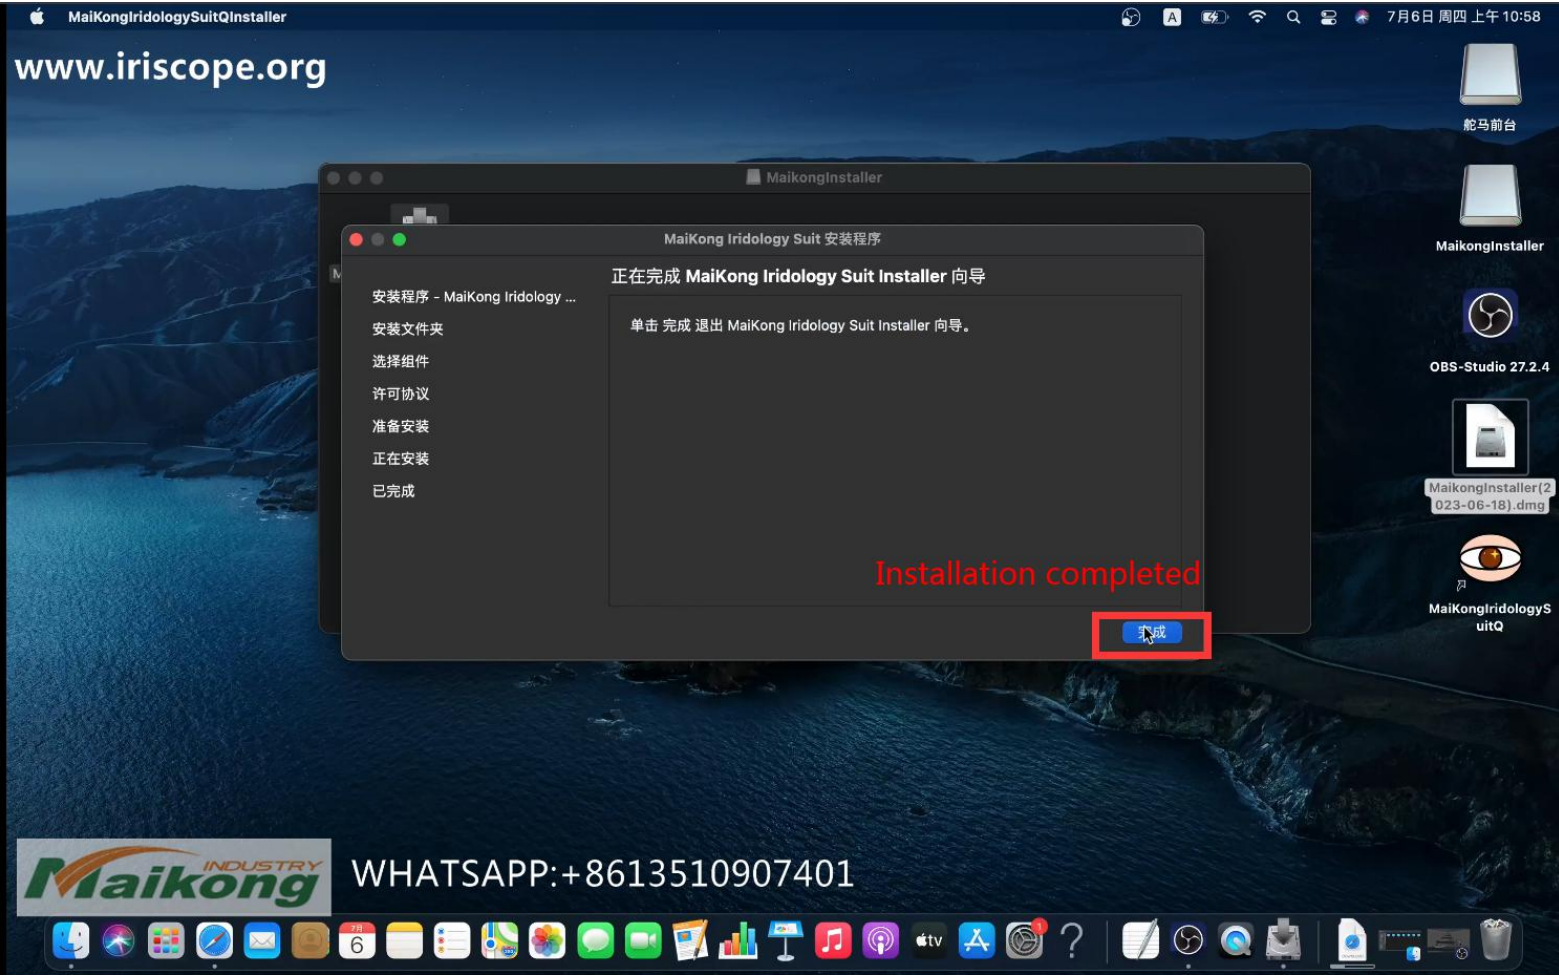 MaiKongIridologySuitQInstaller
A
7月6日 周四 上午10:58
www.iriscope.org
舵马前台
MaikongInstaller
MaikongInstaller
OBS-Studio 27.2.4
MaikongInstaller(2
023-06-18).dmg
MaiKongIridologyS
uitQ
M
MaiKong Iridology Suit 安装程序
安装程序 - MaiKong Iridology ...
安装文件夹
选择组件
许可协议
准备安装
正在安装
已完成
正在完成 MaiKong Iridology Suit Installer 向导
单击 完成 退出 MaiKong Iridology Suit Installer 向导。
Installation completed
完成
Maikong
INDUSTRY
WHATSAPP:+8613510907401
7月
6
tv
1